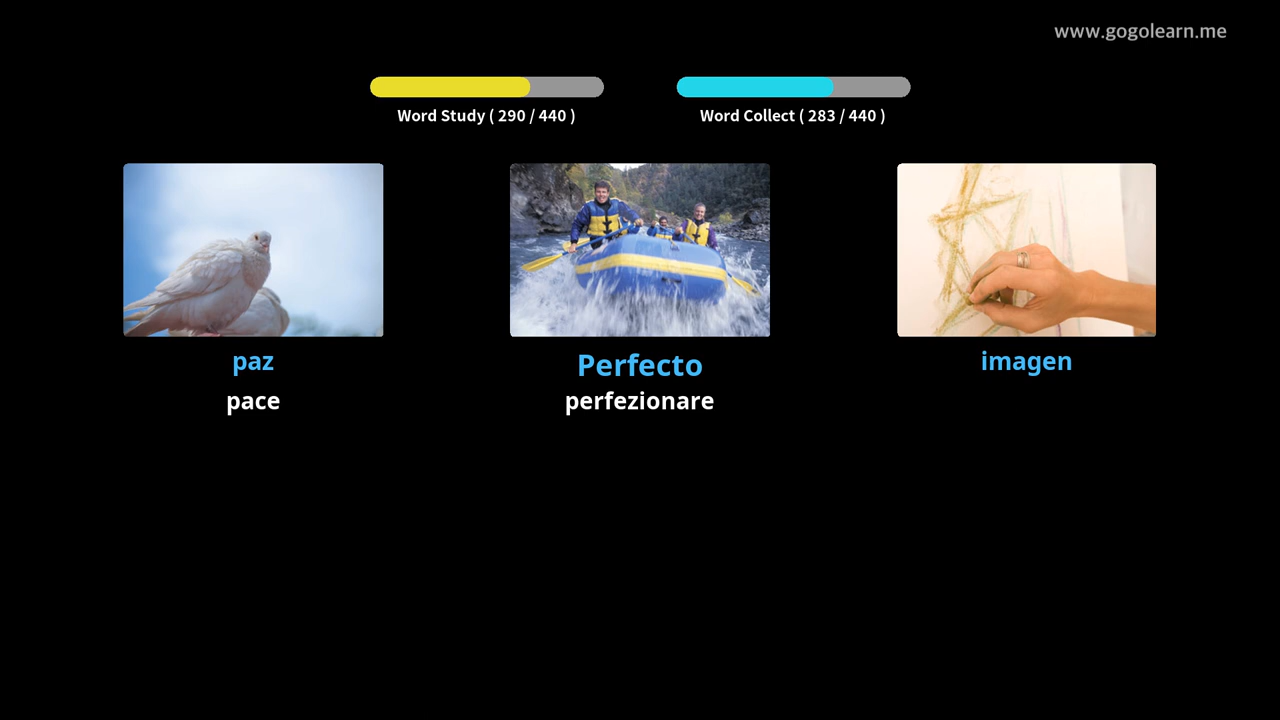 www.gogolearn.me
Word Study ( 290 / 440 )
Word Collect ( 283 / 440 )
paz
Perfecto
imagen
pace
perfezionare